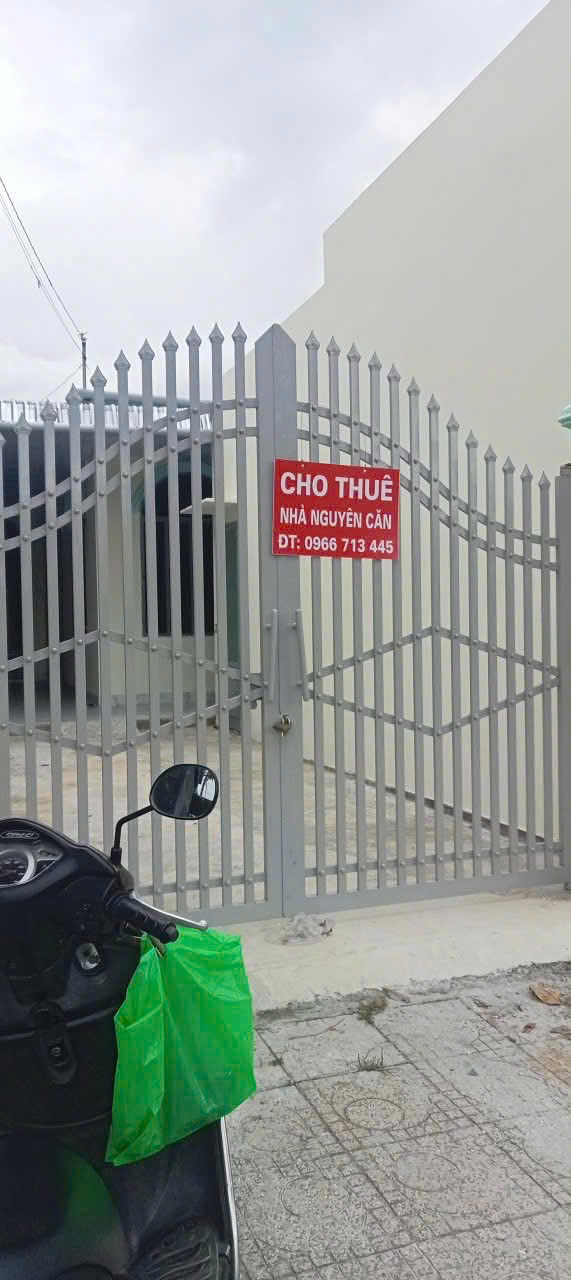 CHO THUÊ
NHÀ NGUYÊN CĂN
ĐT: 0966 713 445